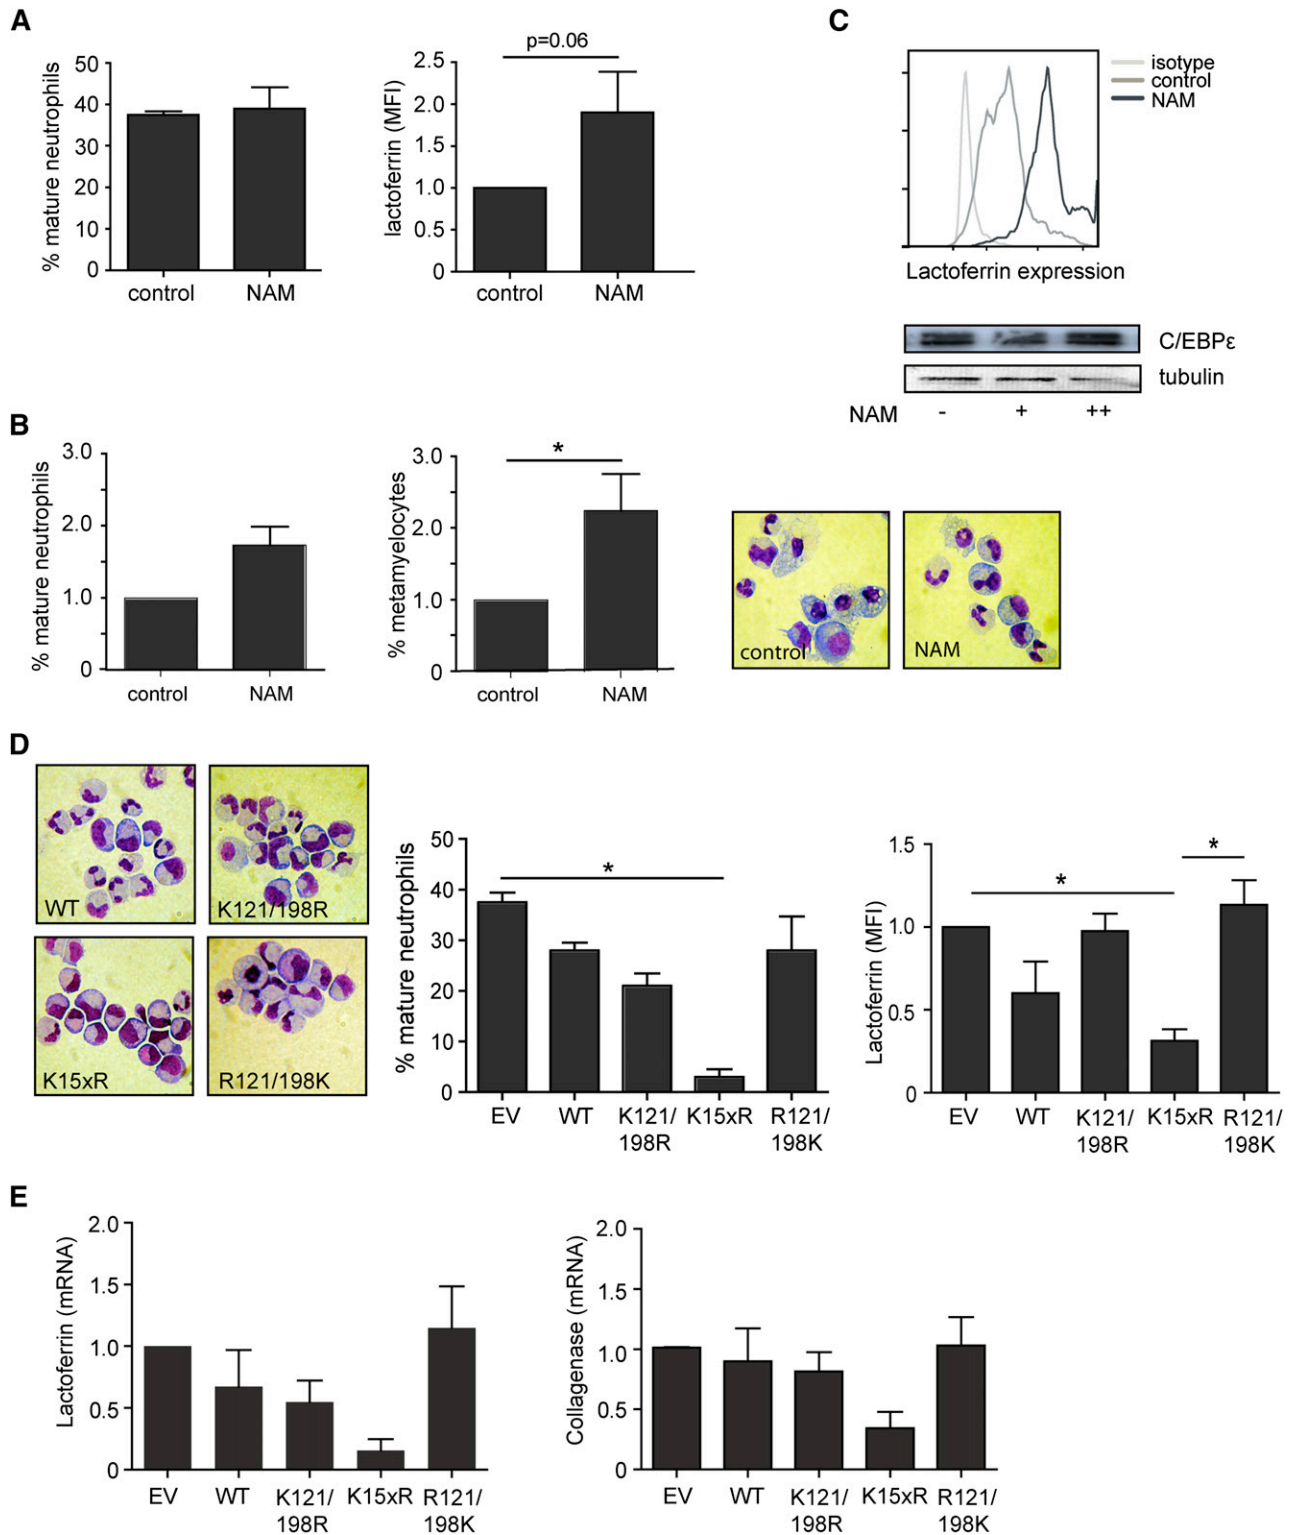 A
% mature neutrophils
50
40
30
20
10
0
control
NAM
lactoferrin (MFI)
p=0.06
2.5
2.0
1.5
1.0
0.5
0
control
NAM
C
isotype
control
NAM
Lactoferrin expression
C/EBPε
tubulin
NAM - + ++
B
% mature neutrophils
3.0
2.0
1.0
0
control
NAM
% metamyelocytes
*
3.0
2.0
1.0
0
control
NAM
control
NAM
D
WT
K121/198R
K15xR
R121/198K
% mature neutrophils
50
40
30
20
10
0
*
EV
WT
K121/
198R
K15xR
R121/
198K
Lactoferrin (MFI)
1.5
1.0
0.5
0
*
*
EV
WT
K121/
198R
K15xR
R121/
198K
E
Lactoferrin (mRNA)
2.0
1.5
1.0
0.5
0
EV
WT
K121/
198R
K15xR
R121/
198K
Collagenase (mRNA)
2.0
1.5
1.0
0.5
0
EV
WT
K121/
198R
K15xR
R121/
198K